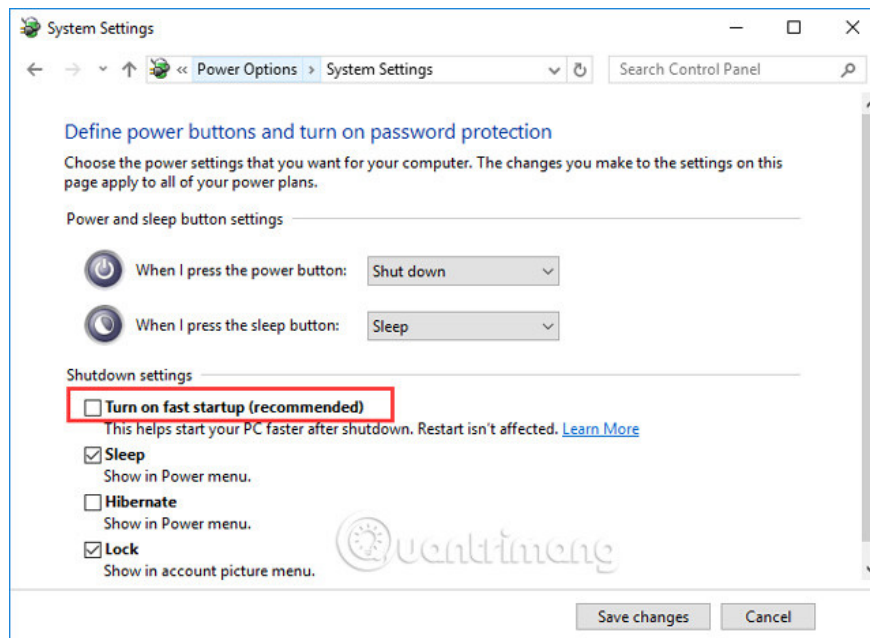 System Settings
« Power Options > System Settings
Search Control Panel
Define power buttons and turn on password protection
Choose the power settings that you want for your computer. The changes you make to the settings on this
page apply to all of your power plans.
Power and sleep button settings
When I press the power button: Shut down
When I press the sleep button: Sleep
Shutdown settings
Turn on fast startup (recommended)
This helps start your PC faster after shutdown. Restart isn't affected. Learn More
Sleep
Show in Power menu.
Hibernate
Show in Power menu.
Lock
Show in account picture menu.
Quantrimang
Save changes Cancel